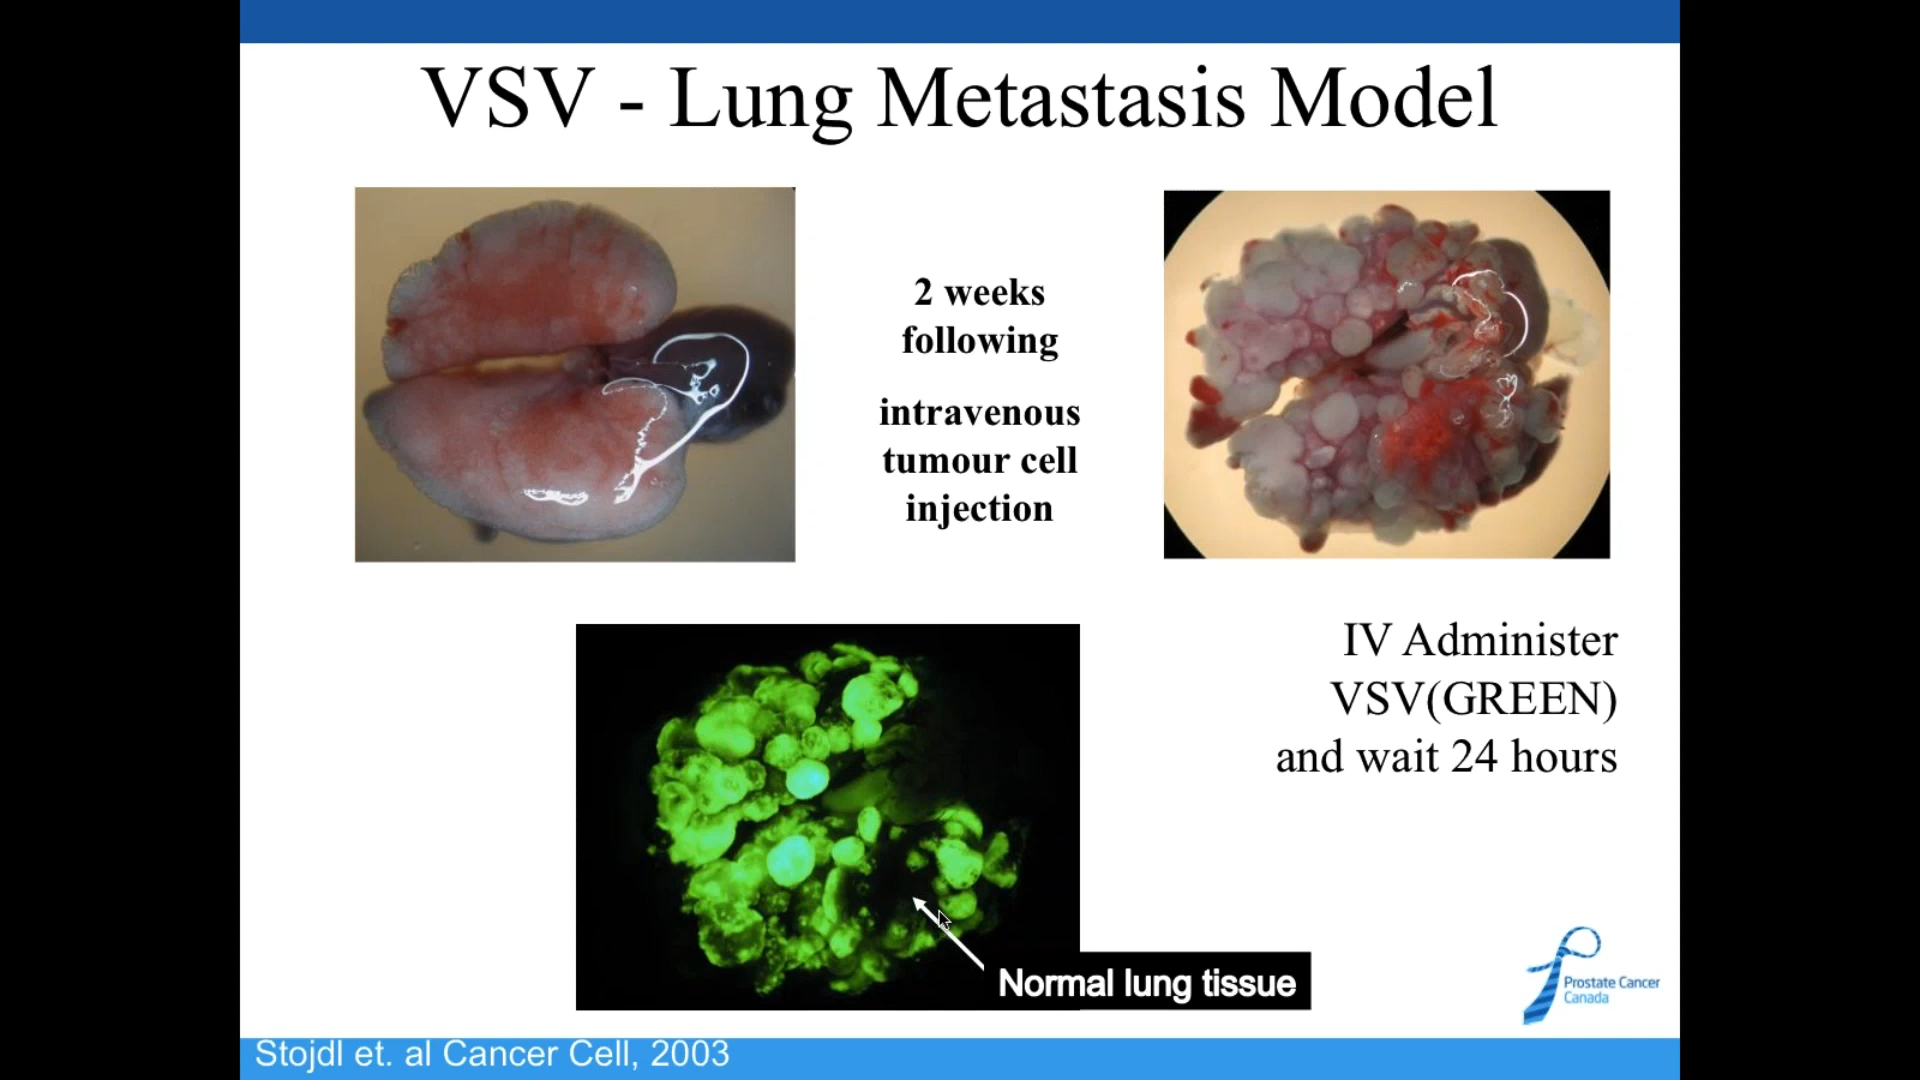 VSV - Lung Metastasis Model
2 weeks
following
intravenous
tumour cell
injection
IV Administer
VSV(GREEN)
and wait 24 hours
Normal lung tissue
Prostate Cancer
Canada
Stojdl et. al Cancer Cell, 2003